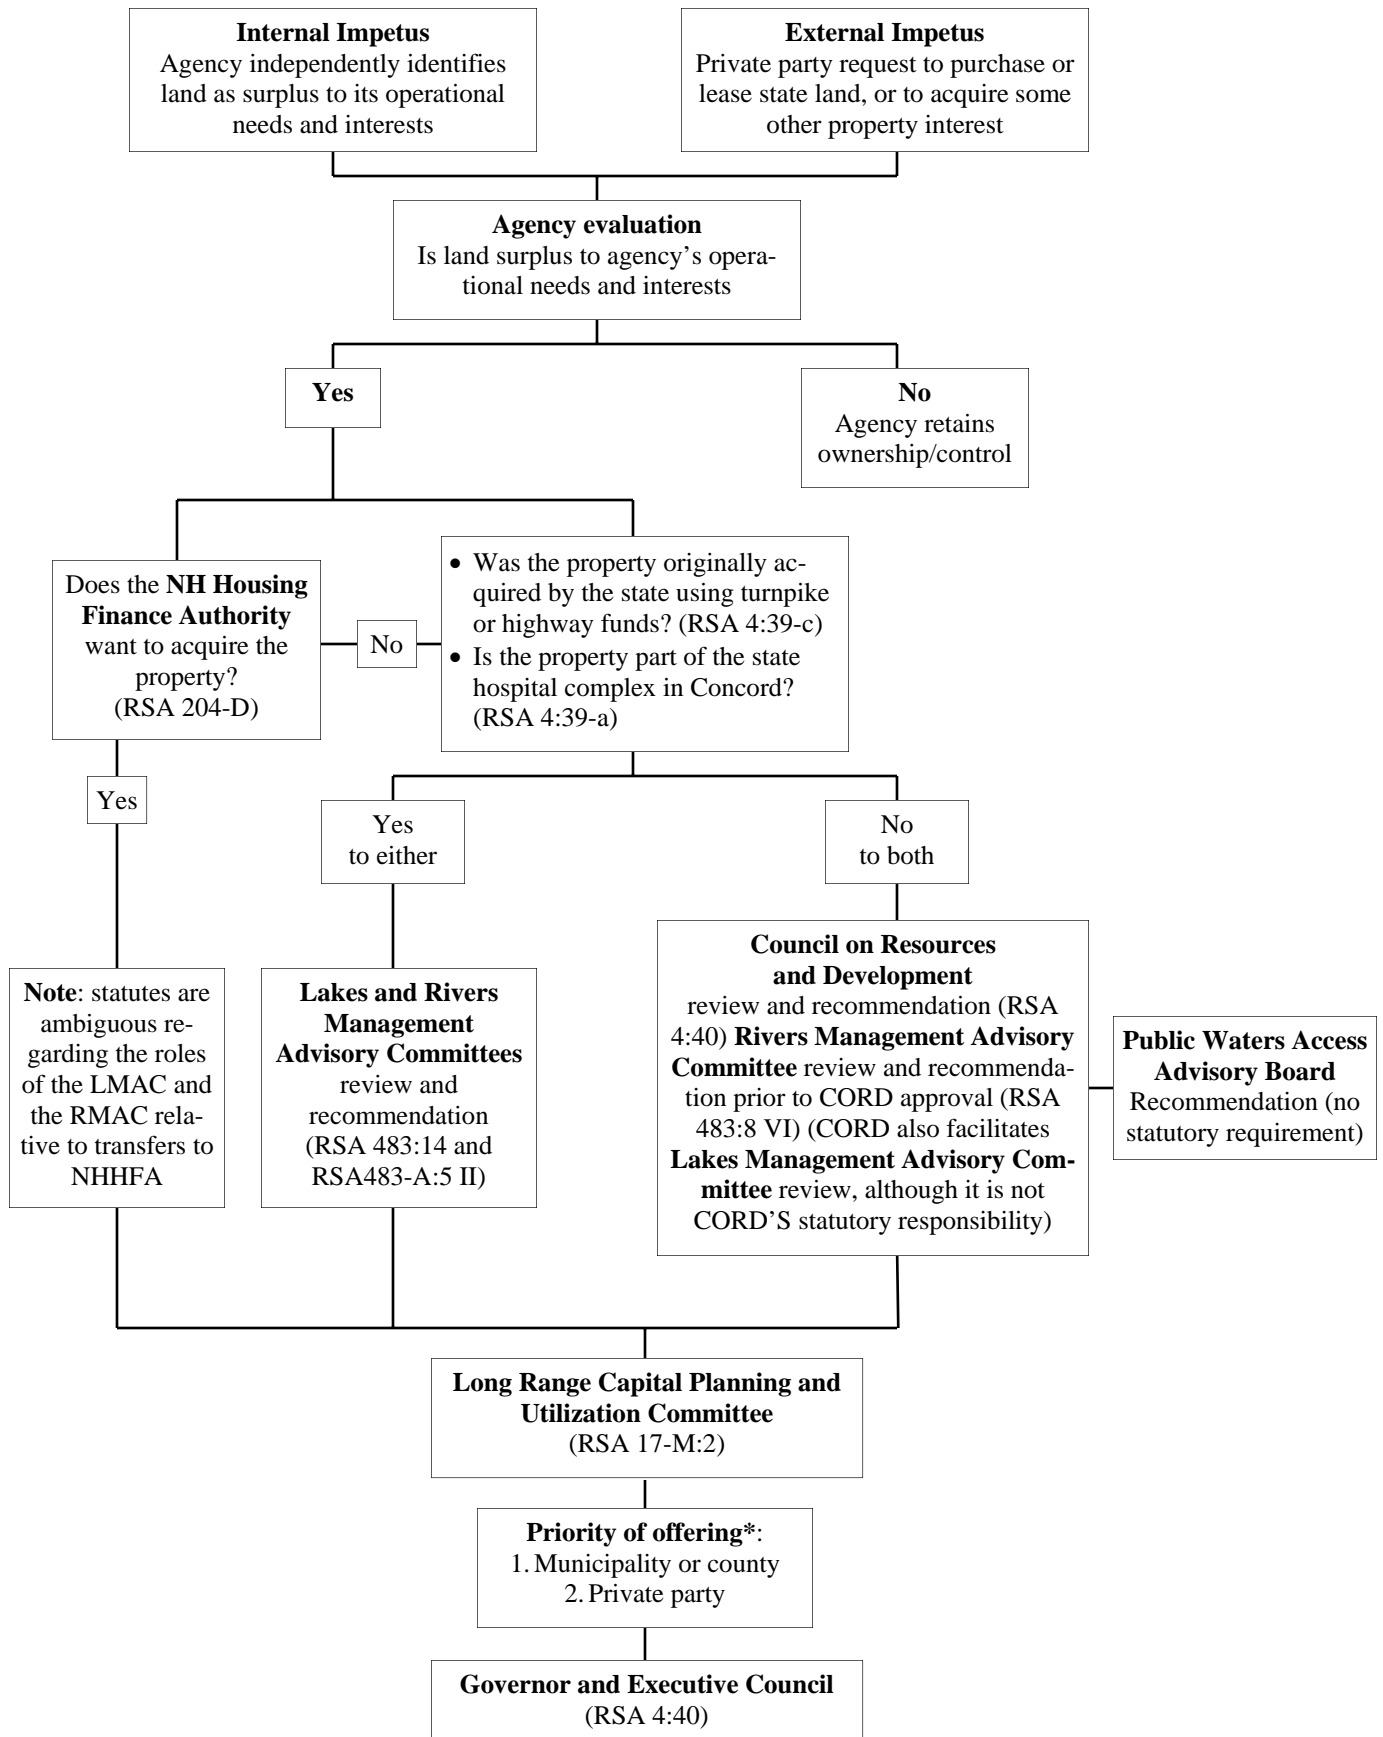 Internal Impetus
Agency independently identifies
land as surplus to its operational
needs and interests
External Impetus
Private party request to purchase or
lease state land, or to acquire some
other property interest
Agency evaluation
Is land surplus to agency’s opera-
tional needs and interests
Yes
No
Agency retains
ownership/control
Does the NH Housing
Finance Authority
want to acquire the
property?
(RSA 204-D)
No
• Was the property originally ac-
quired by the state using turnpike
or highway funds? (RSA 4:39-c)
• Is the property part of the state
hospital complex in Concord?
(RSA 4:39-a)
Yes
Yes
to either
No
to both
Note: statutes are
ambiguous re-
garding the roles
of the LMAC and
the RMAC rela-
tive to transfers to
NHHFA
Lakes and Rivers
Management
Advisory Committees
review and
recommendation
(RSA 483:14 and
RSA483-A:5 II)
Council on Resources
and Development
review and recommendation (RSA
4:40) Rivers Management Advisory
Committee review and recommenda-
tion prior to CORD approval (RSA
483:8 VI) (CORD also facilitates
Lakes Management Advisory Com-
mittee review, although it is not
CORD’S statutory responsibility)
Public Waters Access
Advisory Board
Recommendation (no
statutory requirement)
Long Range Capital Planning and
Utilization Committee
(RSA 17-M:2)
Priority of offering*:
1. Municipality or county
2. Private party
Governor and Executive Council
(RSA 4:40)